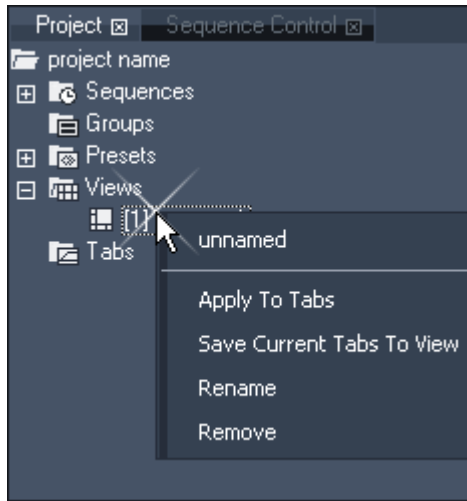 Project Sequence Control
project name
Sequences
Groups
Presets
Views
[1]
Tabs
unnamed
Apply To Tabs
Save Current Tabs To View
Rename
Remove